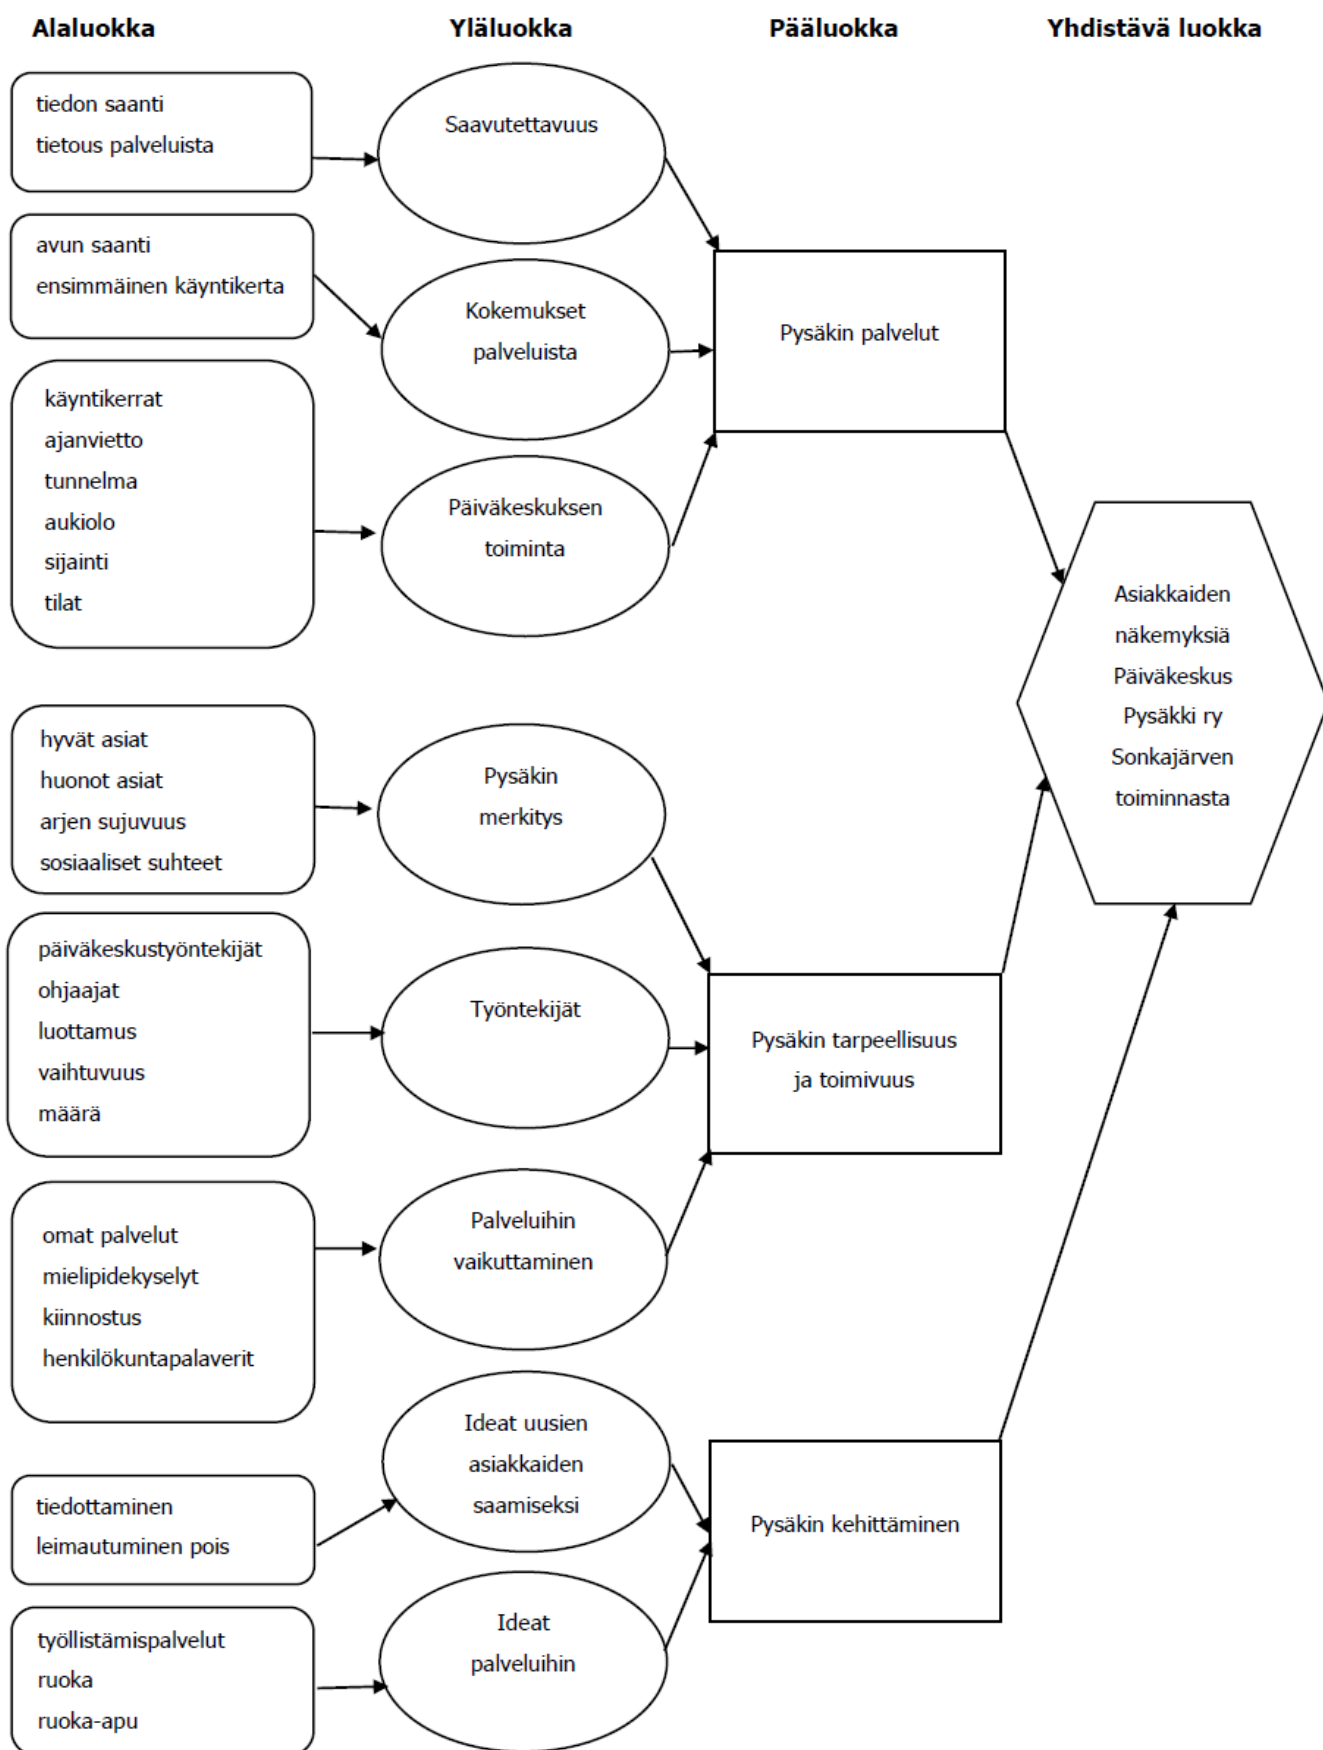 Alaluokka
Yläluokka
Pääluokka
Yhdistävä luokka
tiedon saanti
tietous palveluista
Saavutettavuus
avun saanti
ensimmäinen käyntikerta
Kokemukset
palveluista
käyntikerrat
ajanvietto
tunnelma
aukiolo
sijainti
tilat
Päiväkeskuksen
toiminta
Pysäkin palvelut
hyvät asiat
huonot asiat
arjen sujuvuus
sosiaaliset suhteet
Pysäkin
merkitys
päiväkeskustyöntekijät
ohjaajat
luottamus
vaihtuvuus
määrä
Työntekijät
omat palvelut
mielipidekyselyt
kiinnostus
henkilökuntapalaverit
Palveluihin
vaikuttaminen
Pysäkin tarpeellisuus
ja toimivuus
tiedottaminen
leimautuminen pois
Ideat uusien
asiakkaiden
saamiseksi
työllistämispalvelut
ruoka
ruoka-apu
Ideat
palveluihin
Pysäkin kehittäminen
Asiakkaiden
näkemyksiä
Päiväkeskus
Pysäkki ry
Sonkajärven
toiminnasta